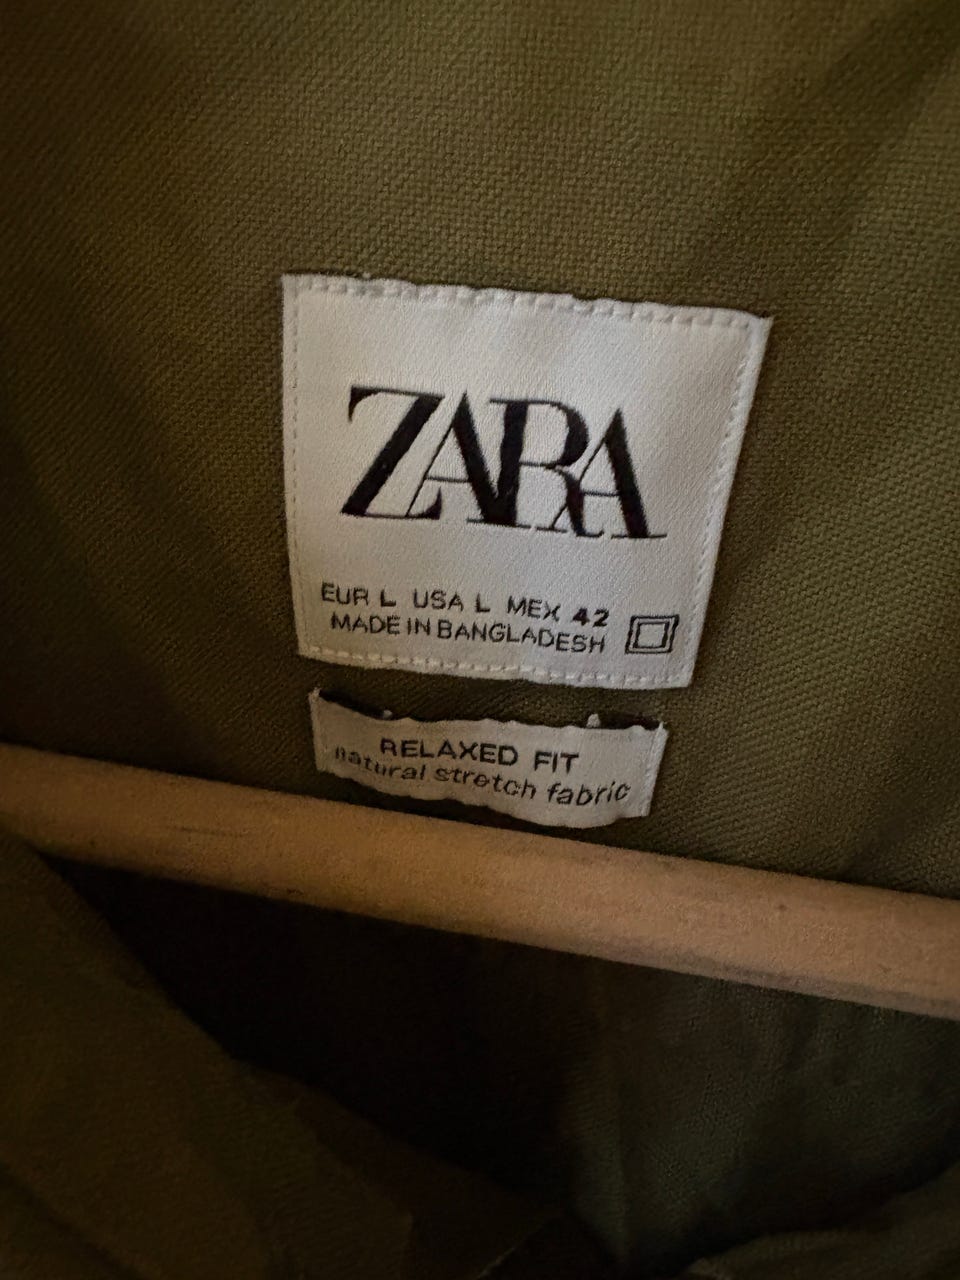 ZARA
EUR L USA L MEX 42
MADE IN BANGLADESH
RELAXED FIT
natural stretch fabric